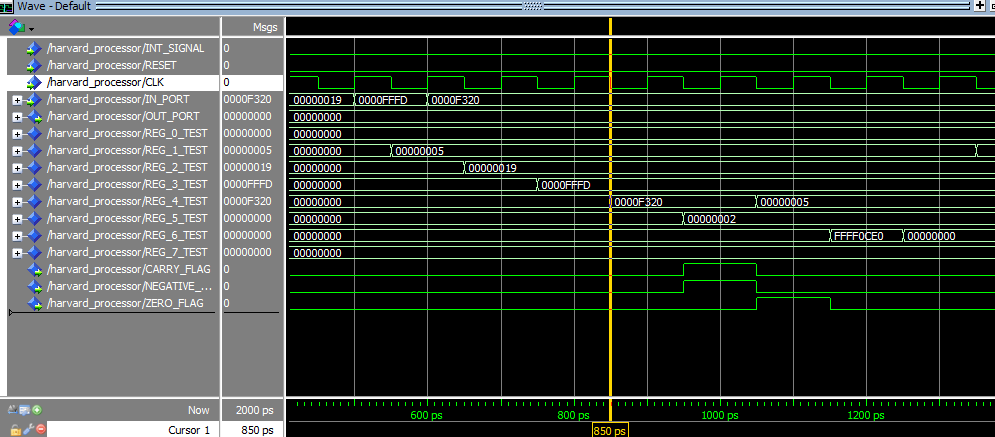 Wave - Default
Msgs
/harvard_processor/INT_SIGNAL 0
/harvard_processor/RESET 0
/harvard_processor/CLK 0
/harvard_processor/IN_PORT 0000F320 00000019 0000FFFD 0000F320
/harvard_processor/OUT_PORT 00000000 00000000
/harvard_processor/REG_0_TEST 00000000 00000000
/harvard_processor/REG_1_TEST 00000005 00000000 00000005
/harvard_processor/REG_2_TEST 00000019 00000000 00000019
/harvard_processor/REG_3_TEST 0000FFFD 00000000 0000FFFD
/harvard_processor/REG_4_TEST 0000F320 00000000 0000F320 00000005
/harvard_processor/REG_5_TEST 00000000 00000000 00000002
/harvard_processor/REG_6_TEST 00000000 00000000 FFFF0CE0 00000000
/harvard_processor/REG_7_TEST 00000000 00000000
/harvard_processor/CARRY_FLAG 0
/harvard_processor/NEGATIVE_... 0
/harvard_processor/ZERO_FLAG 0
Now 2000 ps 600 ps 800 ps 1000 ps 1200 ps
Cursor 1 850 ps 850 ps